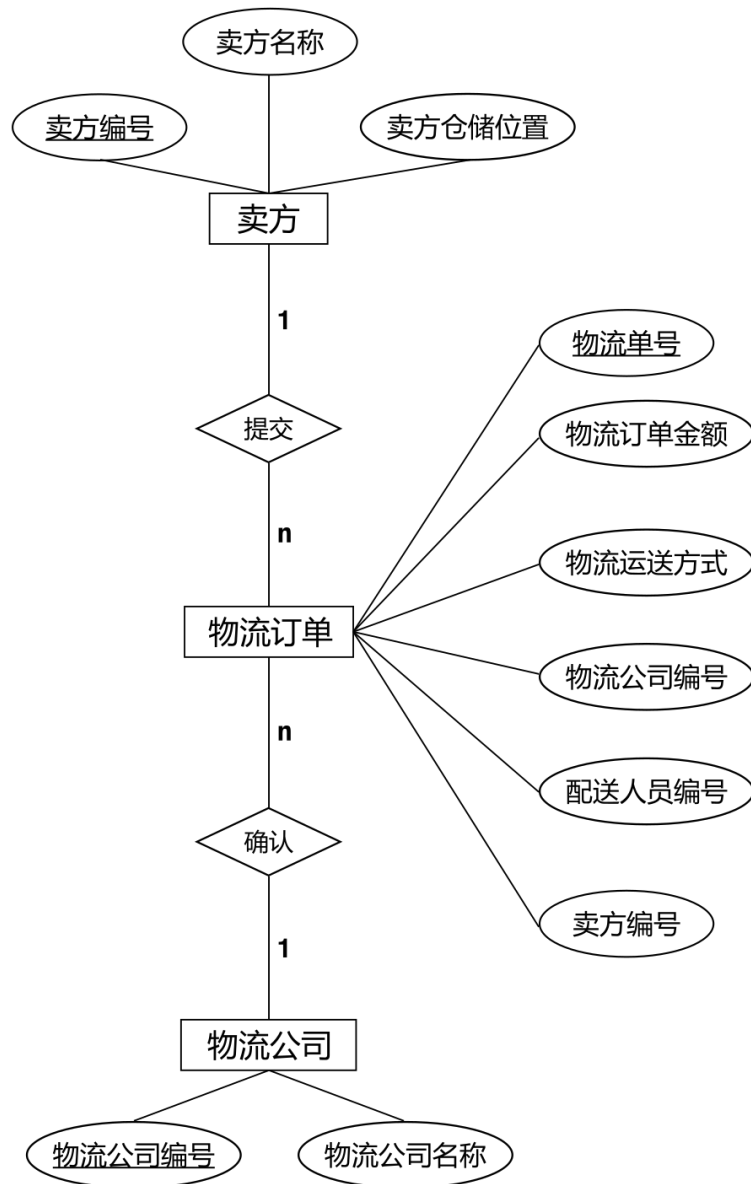 卖方名称
卖方编号
卖方仓储位置
卖方
1
物流单号
提交
物流订单金额
n
物流运送方式
物流订单
物流公司编号
n
配送人员编号
确认
卖方编号
1
物流公司
物流公司编号
物流公司名称